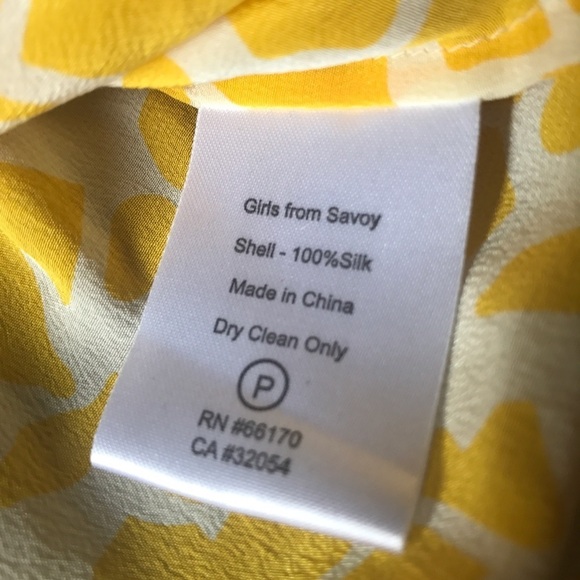 Girls from Savoy
Shell - 100%Silk
Made in China
Dry Clean Only
P
RN #66170
CA #32054